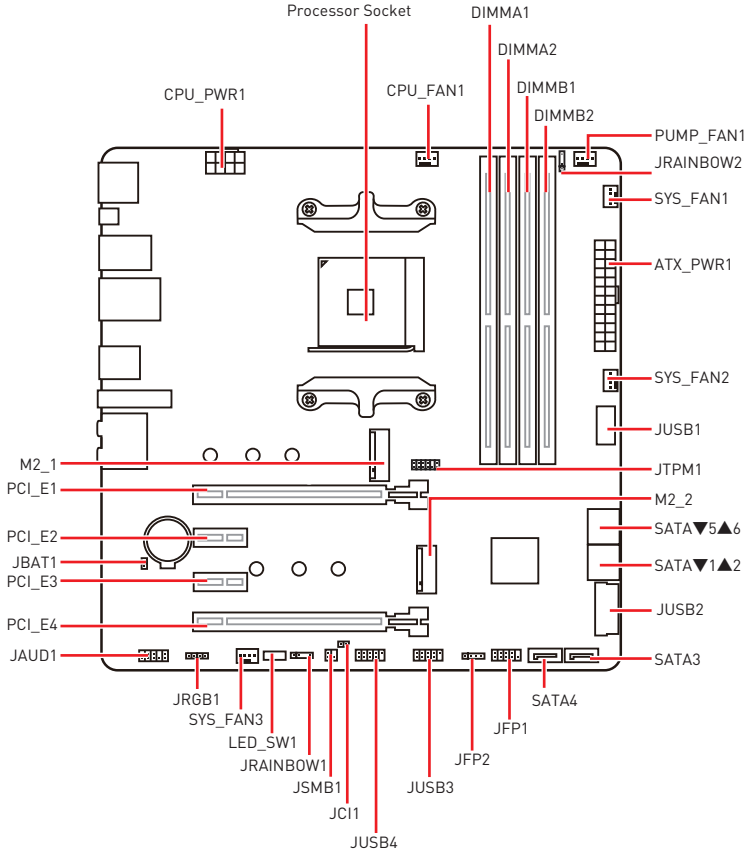 Processor Socket
DIMMA1
DIMMA2
DIMMB1
DIMMB2
CPU_PWR1
CPU_FAN1
PUMP_FAN1
JRAINBOW2
SYS_FAN1
ATX_PWR1
SYS_FAN2
JUSB1
JTPM1
M2_2
SATA▼5▲6
SATA▼1▲2
JUSB2
SATA3
M2_1
PCI_E1
PCI_E2
JBAT1
PCI_E3
PCI_E4
JAUD1
JRGB1
SYS_FAN3
LED_SW1
JRAINBOW1
JSMB1
JCI1
JUSB4
JUSB3
JFP2
JFP1
SATA4